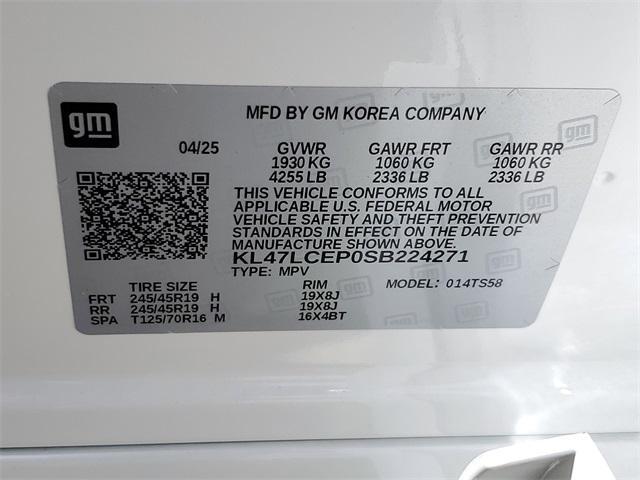 gm
MFD BY GM KOREA COMPANY
04/25 GVWR GAWR FRT GAWR RR
1930 KG 1060 KG 1060 KG
4255 LB 2336 LB 2336 LB
THIS VEHICLE CONFORMS TO ALL
APPLICABLE U.S. FEDERAL MOTOR
VEHICLE SAFETY AND THEFT PREVENTION
STANDARDS IN EFFECT ON THE DATE OF
MANUFACTURE SHOWN ABOVE.
KL47LCEP0SB224271
TYPE: MPV MODEL: 014TS58
TIRE SIZE RIM
FRT 245/45R19 H 19X8J
RR 245/45R19 H 19X8J
SPA T125/70R16 M 16X4BT